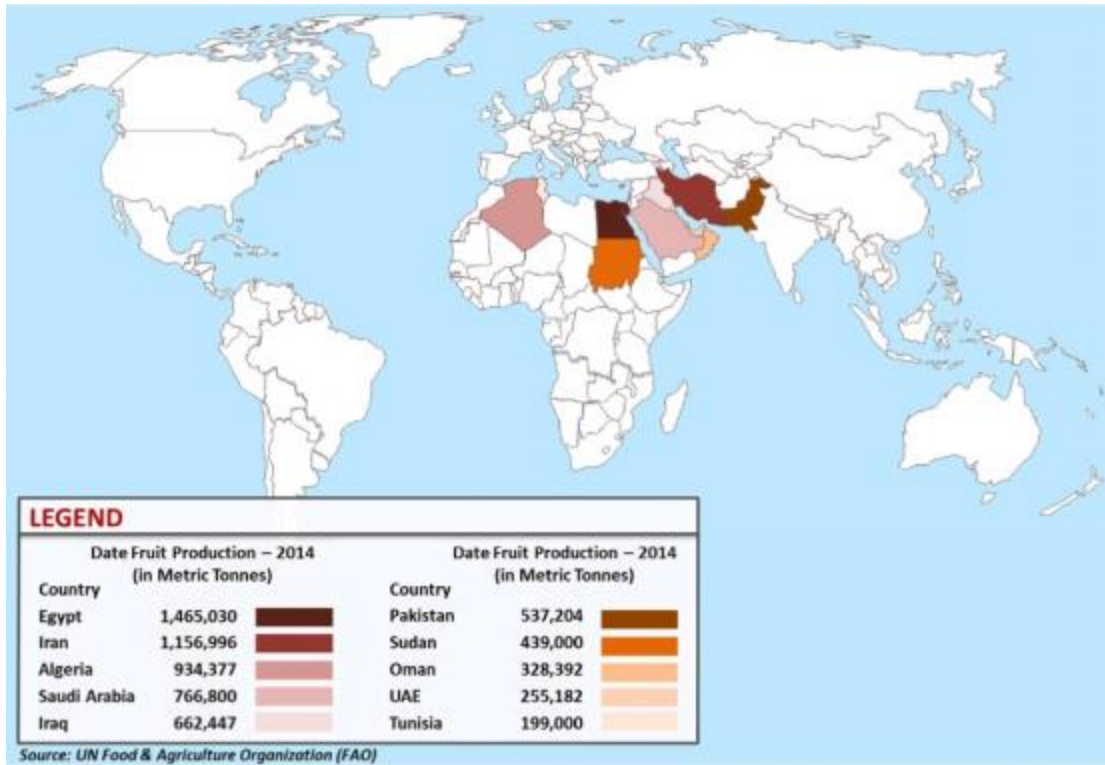 LEGEND
Date Fruit Production – 2014
(in Metric Tonnes)
Country
Egypt 1,465,030
Iran 1,156,996
Algeria 934,377
Saudi Arabia 766,800
Iraq 662,447
Date Fruit Production – 2014
(in Metric Tonnes)
Country
Pakistan 537,204
Sudan 439,000
Oman 328,392
UAE 255,182
Tunisia 199,000
Source: UN Food & Agriculture Organization (FAO)